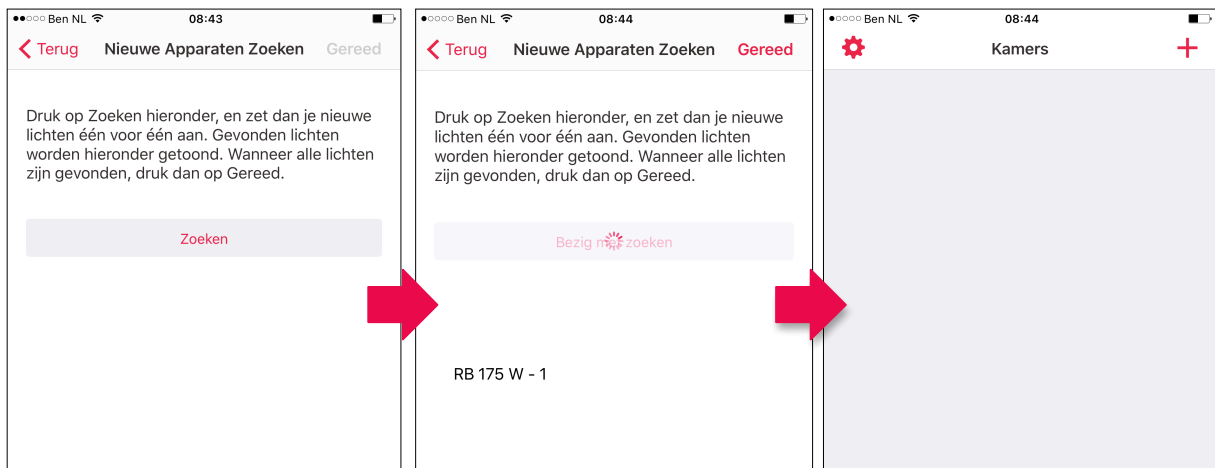 Ben NL 08:43
Terug Nieuwe Apparaten Zoeken Gereed
Druk op Zoeken hieronder, en zet dan je nieuwe
lichten één voor één aan. Gevonden lichten
worden hieronder getoond. Wanneer alle lichten
zijn gevonden, druk dan op Gereed.
Zoeken
Ben NL 08:44
Terug Nieuwe Apparaten Zoeken Gereed
Druk op Zoeken hieronder, en zet dan je nieuwe
lichten één voor één aan. Gevonden lichten
worden hieronder getoond. Wanneer alle lichten
zijn gevonden, druk dan op Gereed.
Bezig met zoeken
RB 175 W - 1
Ben NL 08:44
Kamers